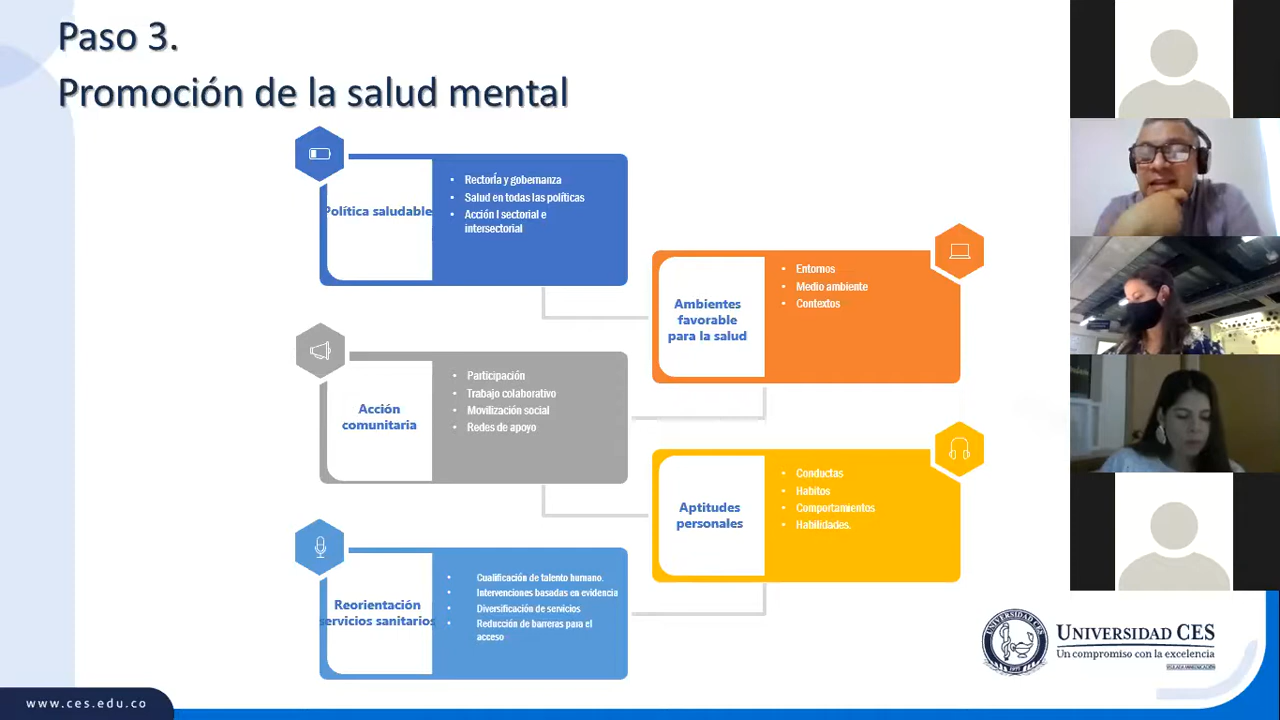 Paso 3.
Promoción de la salud mental
Política saludable
• RectorÍa y gobernanza
• Salud en todas las políticas
• Acción I sectorial e
intersectorial
Ambientes
favorable
para la salud
• Entornos
• Medio ambiente
• Contextos
Acción
comunitaria
• Participación
• Trabajo colaborativo
• Movilización social
• Redes de apoyo
Aptitudes
personales
• Conductas
• Habitos
• Comportamientos
• Habilidades.
Reorientación
servicios sanitarios
• Cualificación de talento humano.
• Intervenciones basadas en evidencia
• Diversificación de servicios
• Reducción de barreras para el
acceso
UNIVERSIDAD CES
Un compromiso con la excelencia
www.ces.edu.co